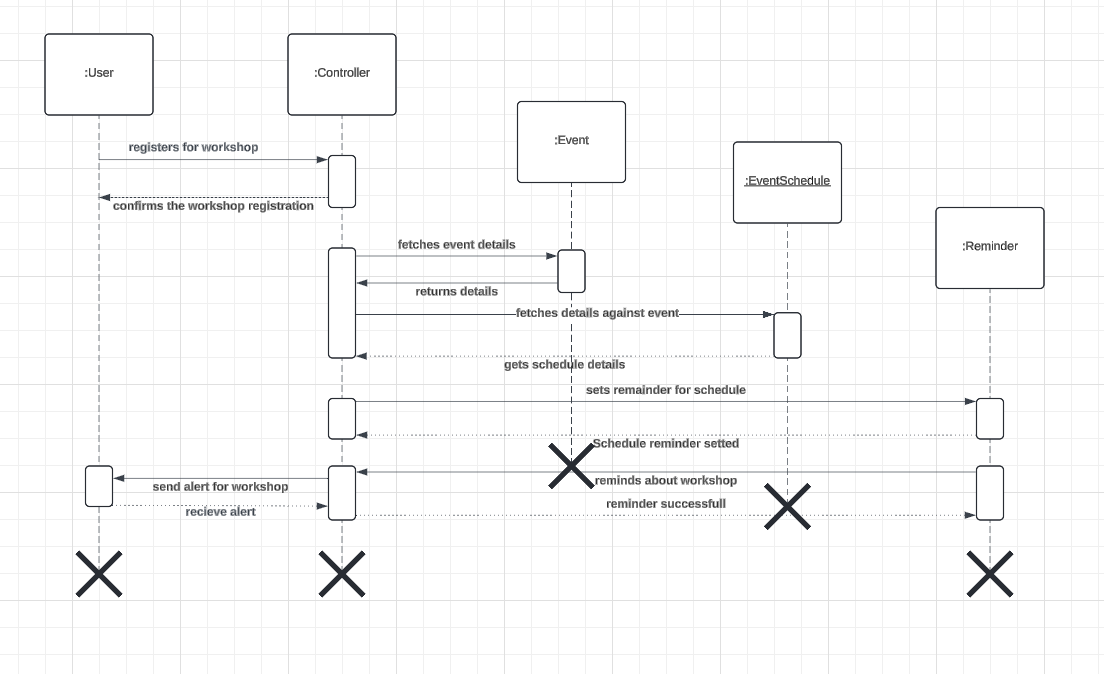 :User
:Controller
:Event
:EventSchedule
:Reminder
registers for workshop
confirms the workshop registration
fetches event details
returns details
fetches details against event
gets schedule details
sets remainder for schedule
Schedule reminder setted
reminds about workshop
send alert for workshop
reminder successfull
recieve alert